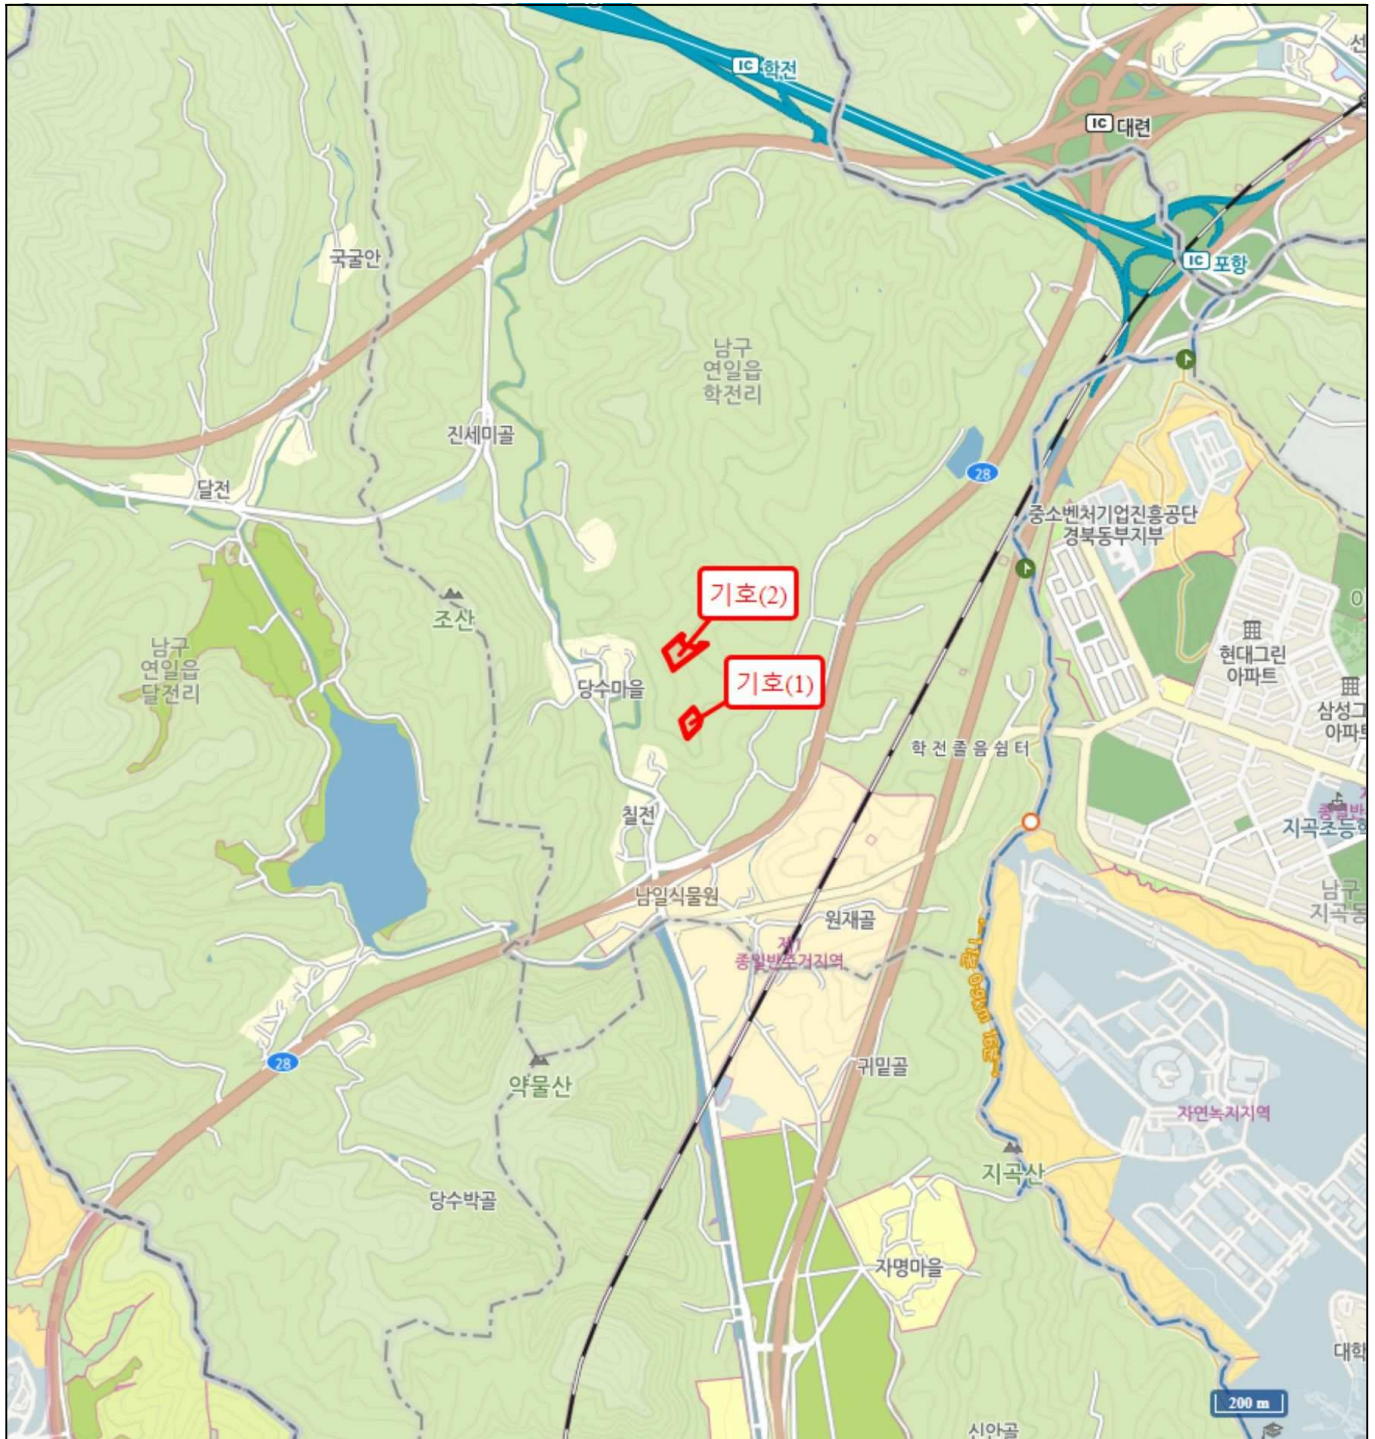 IC 학전
IC 대련
국굴안
IC 포항
남구
연일읍
학전리
진세미골
28
달전
중소벤처기업진흥공단
경북동부지부
기호(2)
조산
남구
연일읍
달전리
현대그린
아파트
당수마을
기호(1)
삼성그
아파트
학전졸음쉼터
칠전
지곡초등학
남구
지곡동
남일식물원
원재골
제1
종일반주거지역
28
귀밑골
약물산
자연녹지지역
지곡산
당수박골
자명마을
대학
200 m
신안골